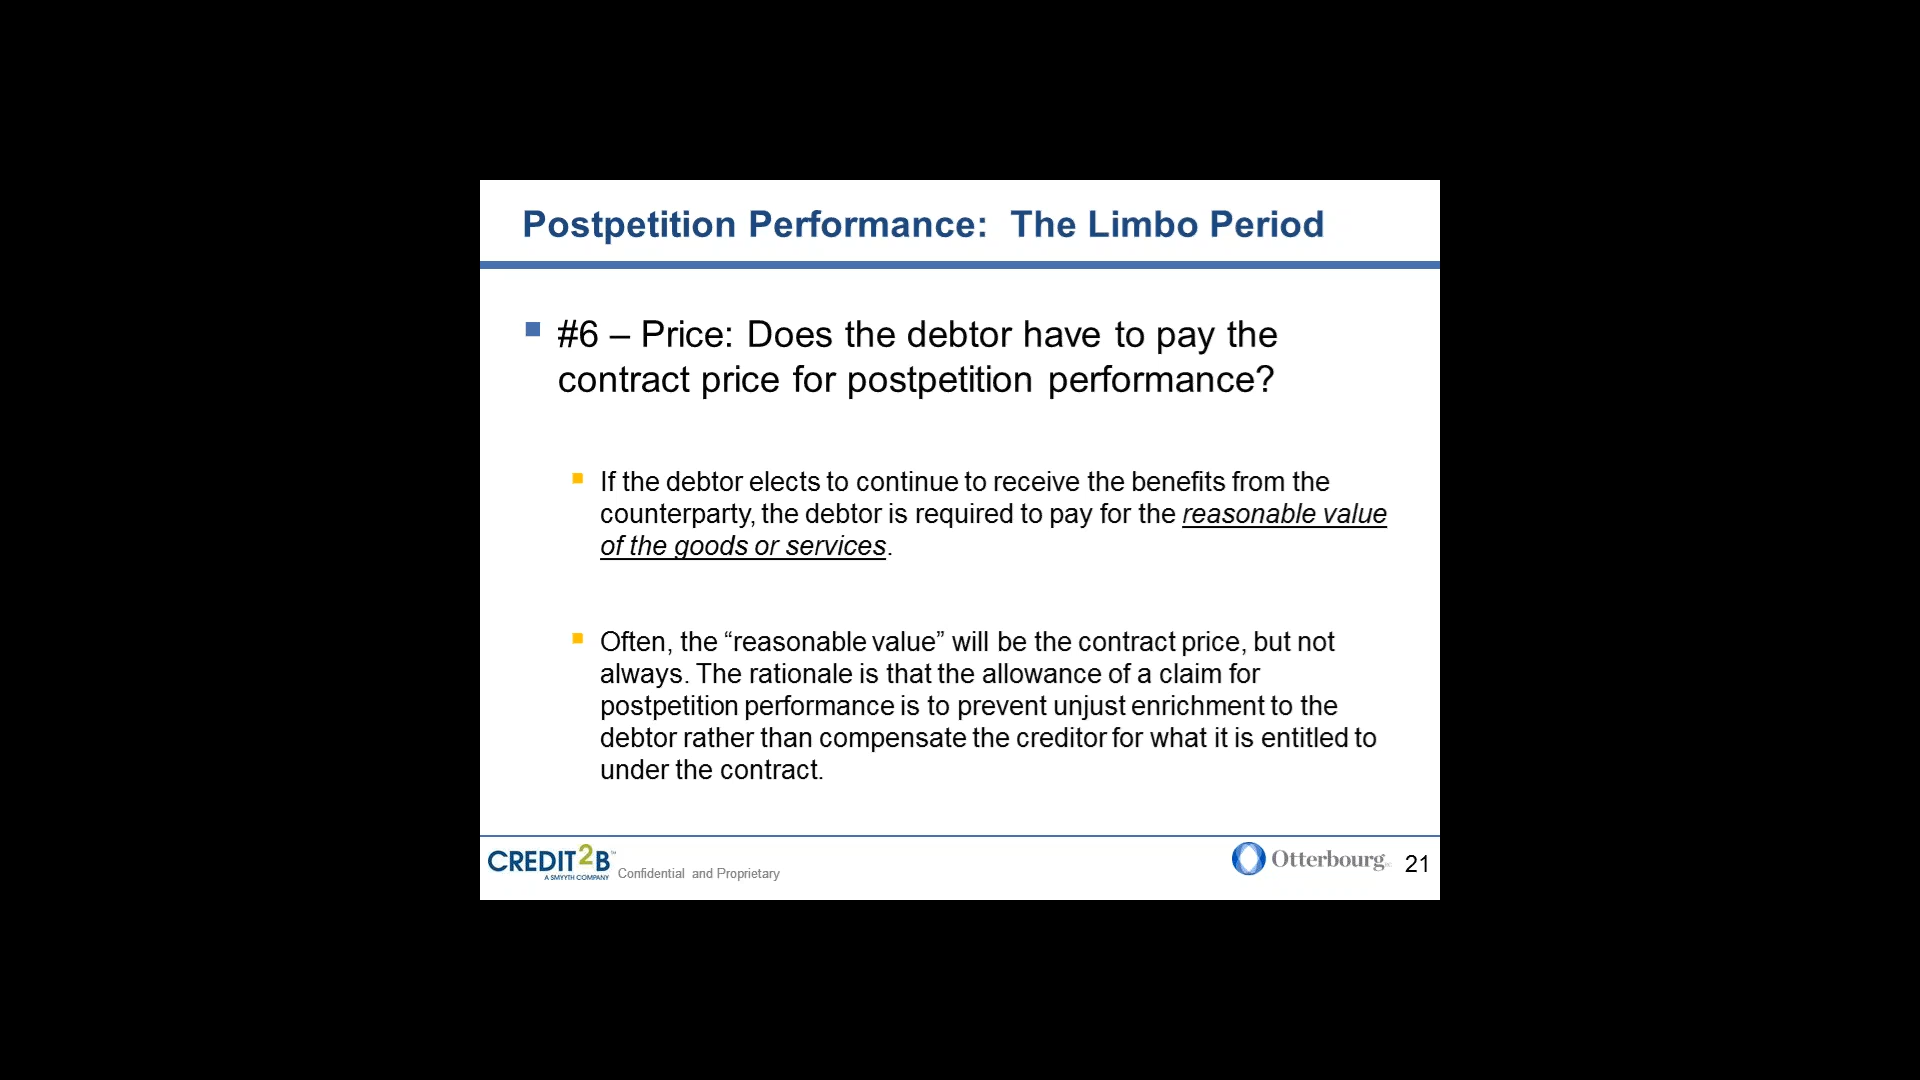 Postpetition Performance: The Limbo Period
#6 – Price: Does the debtor have to pay the
contract price for postpetition performance?
If the debtor elects to continue to receive the benefits from the
counterparty, the debtor is required to pay for the reasonable value
of the goods or services.
Often, the “reasonable value” will be the contract price, but not
always. The rationale is that the allowance of a claim for
postpetition performance is to prevent unjust enrichment to the
debtor rather than compensate the creditor for what it is entitled to
under the contract.
CREDIT2B
A SMYYTH COMPANY
Confidential and Proprietary
Otterbourg
21